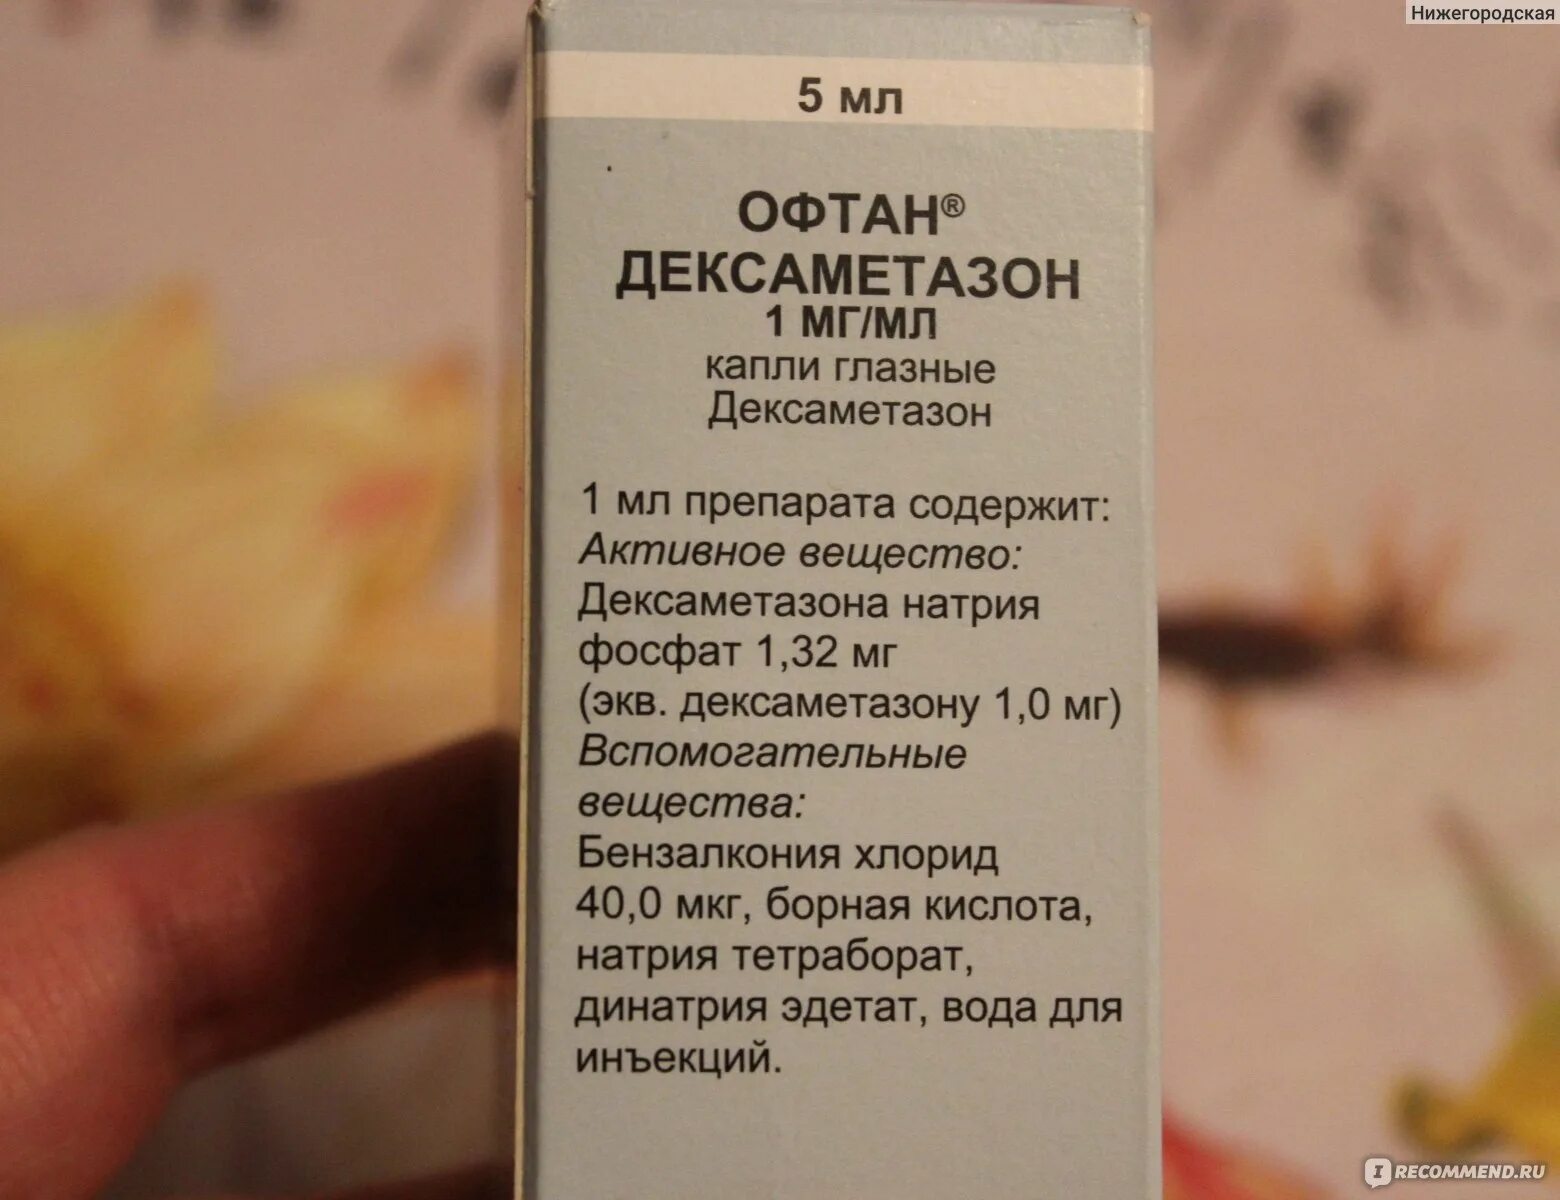 Нижегородская
5 мл
ОФТАН®
ДЕКСАМЕТАЗОН
1 МГ/МЛ
капли глазные
Дексаметазон
1 мл препарата содержит:
Активное вещество:
Дексаметазона натрия
фосфат 1,32 мг
(экв. дексаметазону 1,0 мг)
Вспомогательные
вещества:
Бензалкония хлорид
40,0 мкг, борная кислота,
натрия тетраборат,
динатрия эдетат, вода для
инъекций.
IRECOMMEND.RU